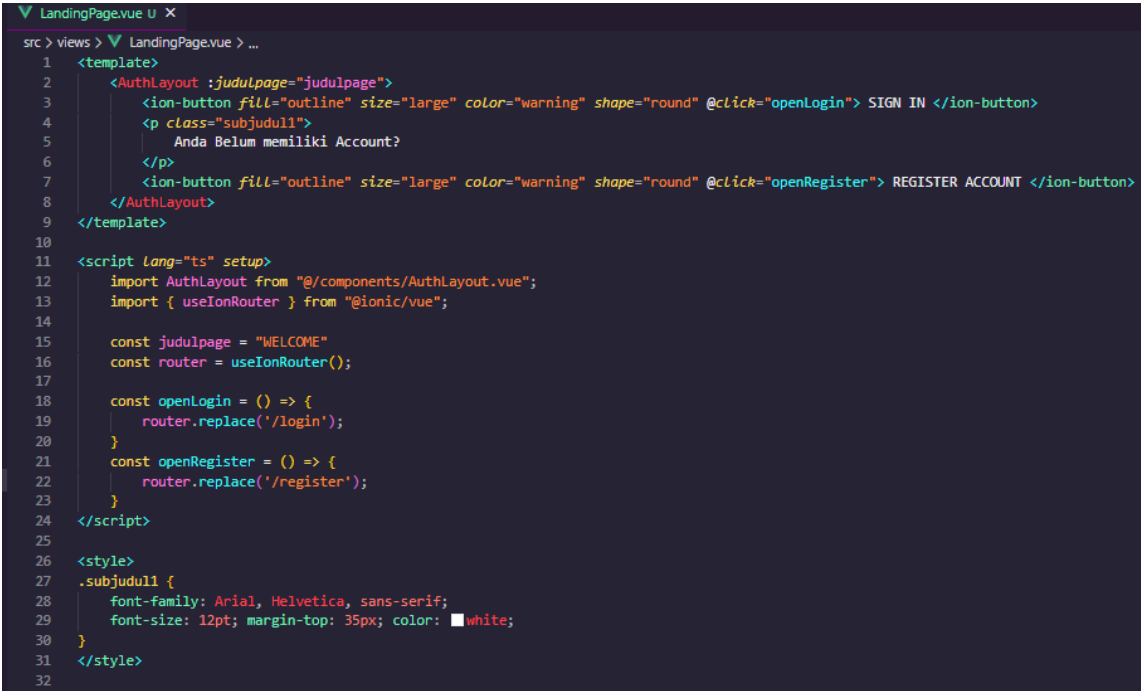 LandingPage.vue U ×
src > views > LandingPage.vue > ...
1 <template>
2     <AuthLayout :judulpage="judulpage">
3         <ion-button fill="outline" size="large" color="warning" shape="round" @click="openLogin"> SIGN IN </ion-button>
4         <p class="subjudul1">
5             Anda Belum memiliki Account?
6         </p>
7         <ion-button fill="outline" size="large" color="warning" shape="round" @click="openRegister"> REGISTER ACCOUNT </ion-button>
8     </AuthLayout>
9 </template>
10
11 <script lang="ts" setup>
12     import AuthLayout from "@/components/AuthLayout.vue";
13     import { useIonRouter } from "@ionic/vue";
14
15     const judulpage = "WELCOME"
16     const router = useIonRouter();
17
18     const openLogin = () => {
19         router.replace('/login');
20     }
21     const openRegister = () => {
22         router.replace('/register');
23     }
24 </script>
25
26 <style>
27 .subjudul1 {
28     font-family: Arial, Helvetica, sans-serif;
29     font-size: 12pt; margin-top: 35px; color: white;
30 }
31 </style>
32